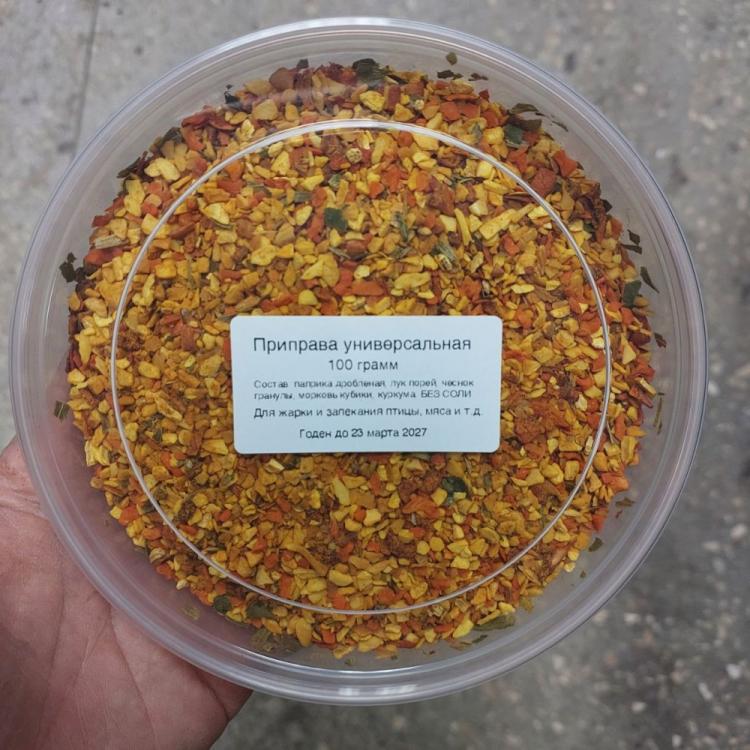 Приправа универсальная
100 грамм
Состав: паприка дробленая, лук порей, чеснок
гранулы, морковь кубики, куркума. БЕЗ СОЛИ
Для жарки и запекания птицы, мяса и т.д.
Годен до 23 марта 2027